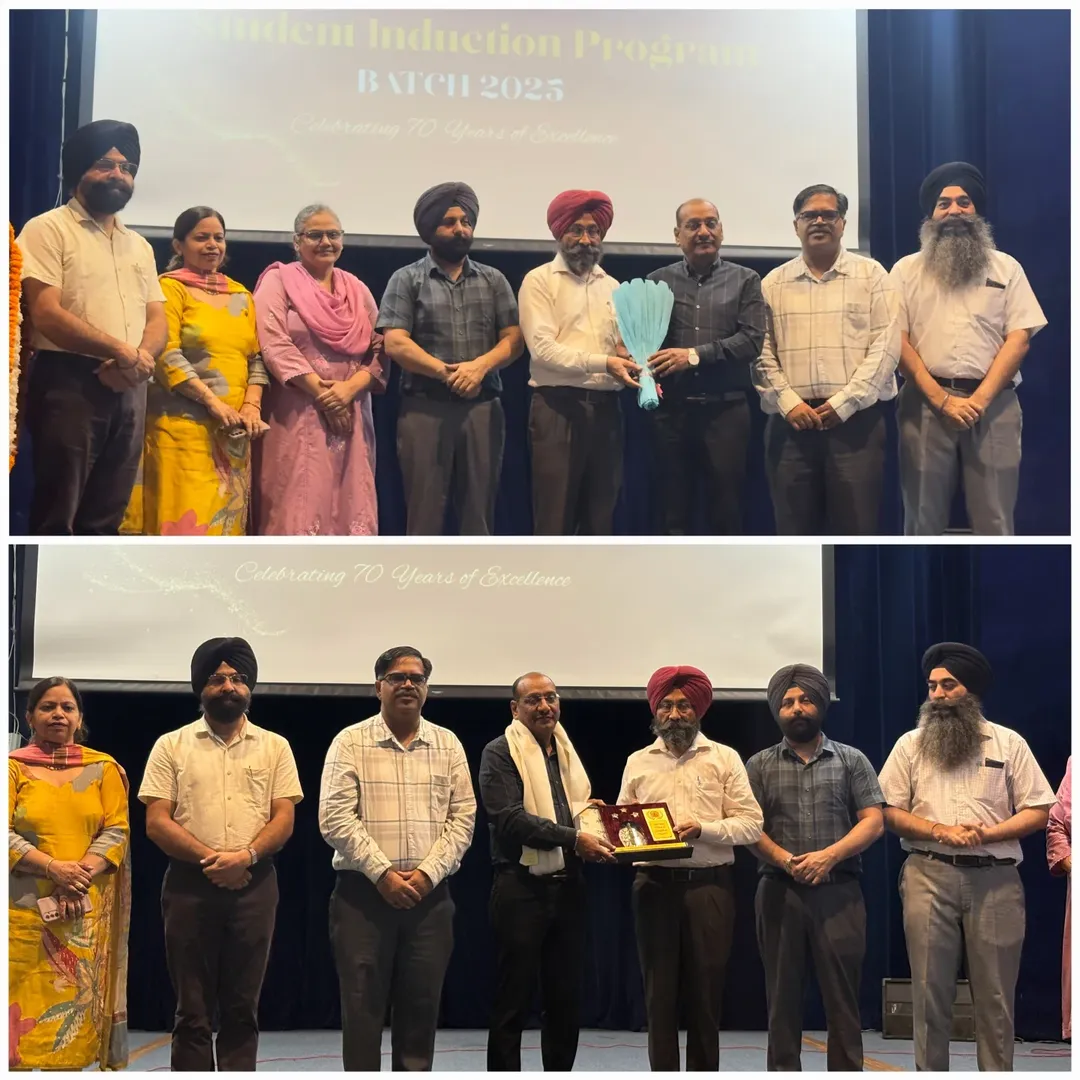 Student Induction Program
BATCH 2025
Celebrating 70 Years of Excellence
Celebrating 70 Years of Excellence